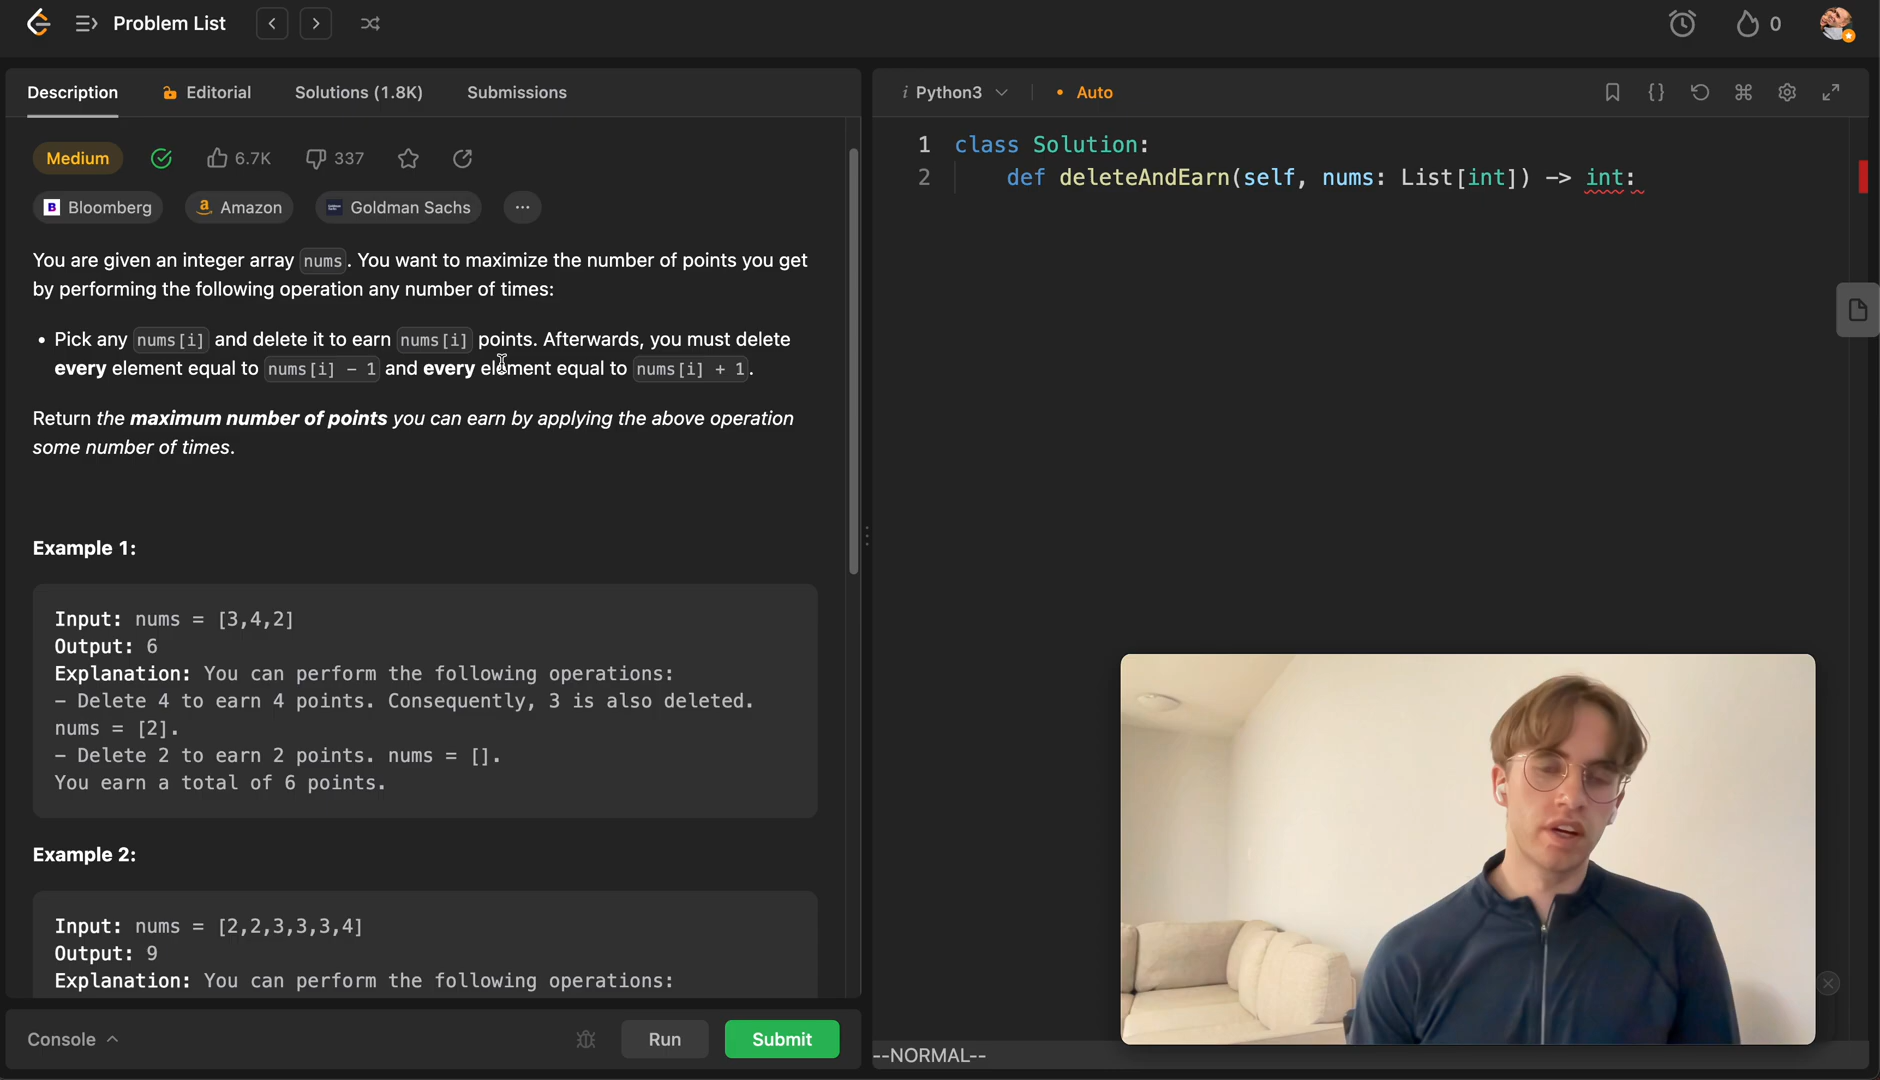 Problem List
0
Description
Editorial
Solutions (1.8K)
Submissions
Medium
6.7K
337
Bloomberg
Amazon
Goldman Sachs
...
You are given an integer array nums. You want to maximize the number of points you get
by performing the following operation any number of times:
• Pick any nums[i] and delete it to earn nums[i] points. Afterwards, you must delete
every element equal to nums[i] - 1 and every element equal to nums[i] + 1.
Return the maximum number of points you can earn by applying the above operation
some number of times.
Example 1:
Input: nums = [3,4,2]
Output: 6
Explanation: You can perform the following operations:
- Delete 4 to earn 4 points. Consequently, 3 is also deleted.
nums = [2].
- Delete 2 to earn 2 points. nums = [].
You earn a total of 6 points.
Example 2:
Input: nums = [2,2,3,3,3,4]
Output: 9
Explanation: You can perform the following operations:
Console
Run
Submit
i Python3
• Auto
1 class Solution:
2 def deleteAndEarn(self, nums: List[int]) -> int:
--NORMAL--